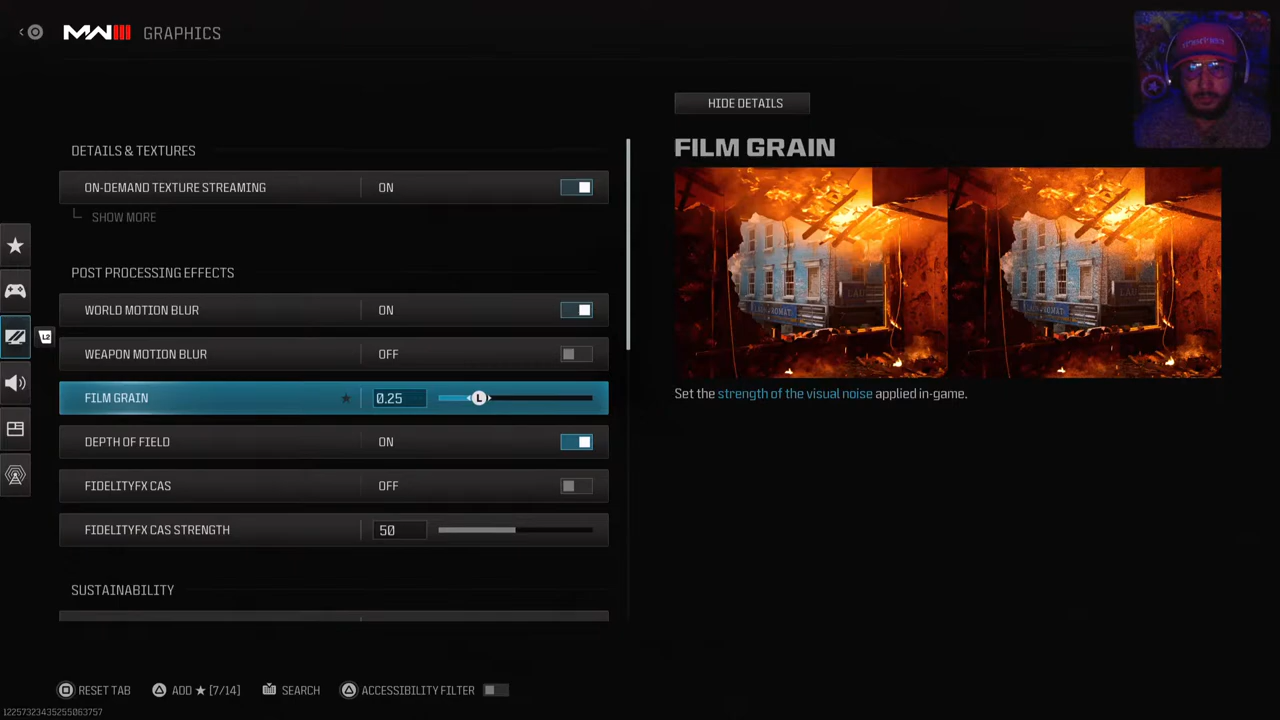 MWIII GRAPHICS
HIDE DETAILS
DETAILS & TEXTURES
ON-DEMAND TEXTURE STREAMING ON
SHOW MORE
POST PROCESSING EFFECTS
WORLD MOTION BLUR ON
L2
WEAPON MOTION BLUR OFF
FILM GRAIN 0.25 L
DEPTH OF FIELD ON
FIDELITYFX CAS OFF
FIDELITYFX CAS STRENGTH 50
SUSTAINABILITY
FILM GRAIN
Set the strength of the visual noise applied in-game.
RESET TAB ADD ★ [7/14] SEARCH ACCESSIBILITY FILTER